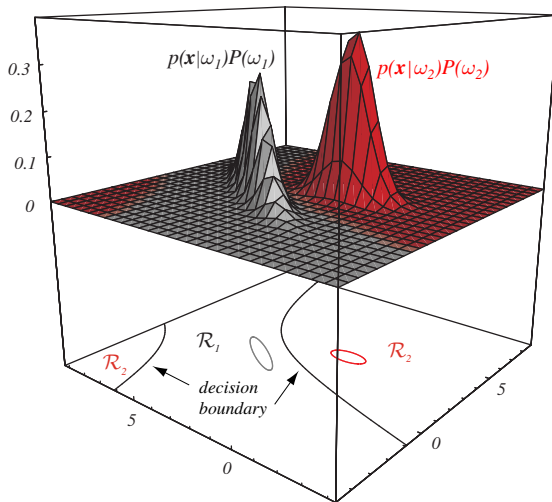 p(x|ω₁)P(ω₁)
p(x|ω₂)P(ω₂)
0.3
0.2
0.1
0
R₂
R₁
R₂
decision
boundary
5
0
5
0